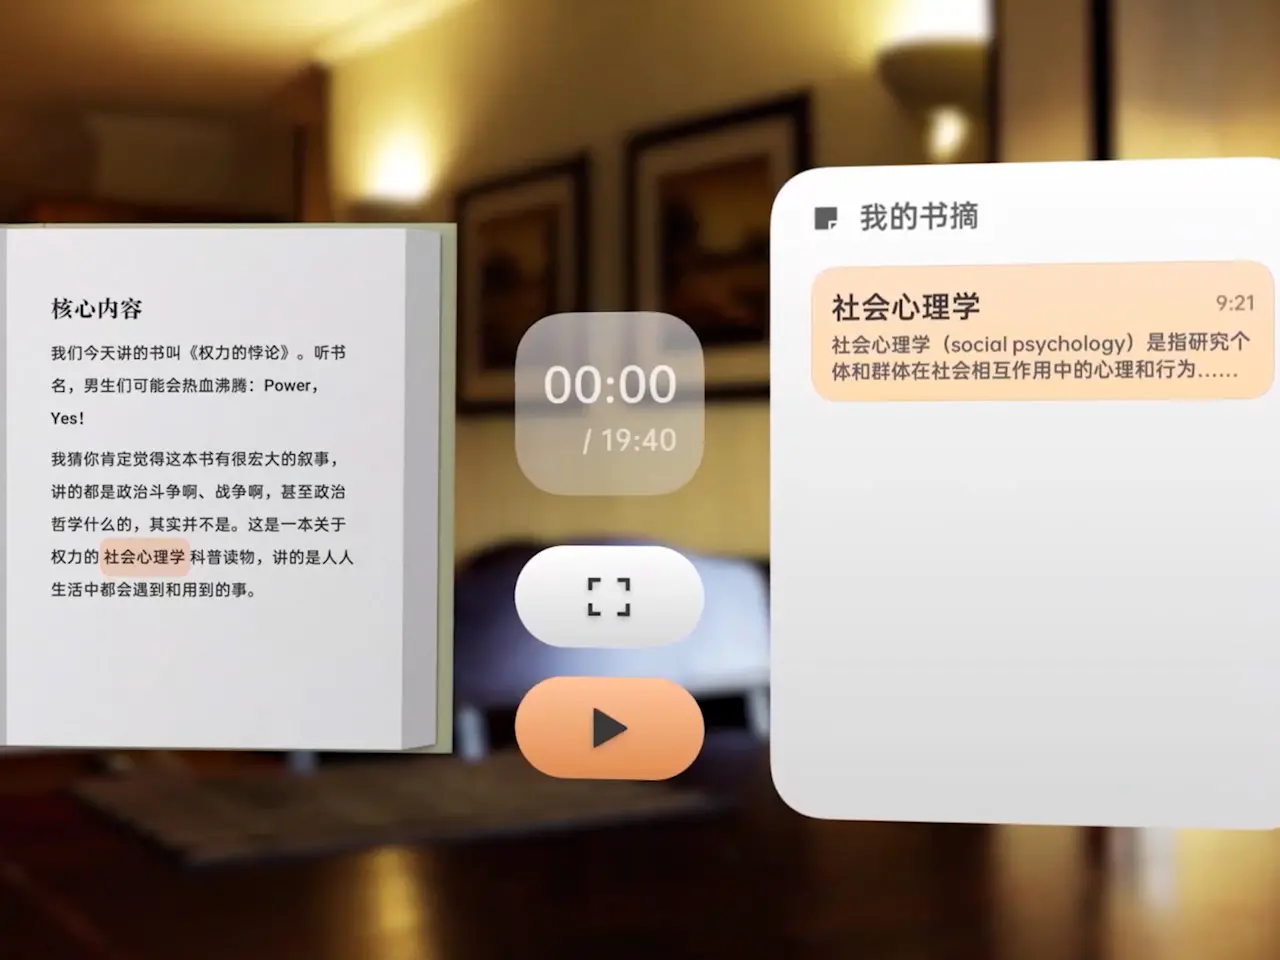 核心内容
我们今天讲的书叫《权力的悖论》。听书
名，男生们可能会热血沸腾：Power，
Yes！
我猜你肯定觉得这本书有很宏大的叙事，
讲的都是政治斗争啊、战争啊，甚至政治
哲学什么的，其实并不是。这是一本关于
权力的 社会心理学 科普读物，讲的是人人
生活中都会遇到和用到的事。
00:00
/ 19:40
我的书摘
社会心理学
9:21
社会心理学（social psychology）是指研究个
体和群体在社会相互作用中的心理和行为……